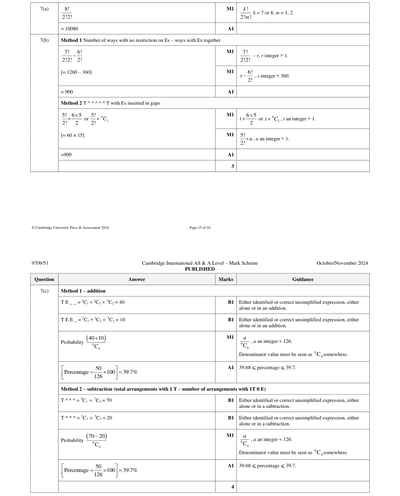 7(a) 8!/(2!2!) M1 k!/(2!m!) k = 7 or 8, m = 1, 2.
= 10080 A1
7(b) Method 1 Number of ways with no restriction on Es – ways with Es together
7!/(2!2!) – 6!/2! M1 7!/(2!2!) – r, r integer > 1.
[= 1260 – 360] M1 s – 6!/2!, s integer > 360.
= 900 A1
Method 2 T ^ ^ ^ ^ ^ T with Es inserted in gaps
5!/2! × (6×5)/2 or 5!/2! × ⁶C₂ M1 t × (6×5)/2 or t × ⁶C₂, t an integer > 1.
[= 60 × 15] M1 5!/2! × u, u an integer > 1.
=900 A1
3
© Cambridge University Press & Assessment 2024 Page 15 of 16
9709/51 Cambridge International AS & A Level – Mark Scheme October/November 2024
PUBLISHED
Question Answer Marks Guidance
7(c) Method 1 – addition
T E _ _ = ²C₁ × ²C₁ × ⁵C₂ = 40 B1 Either identified or correct unsimplified expression, either
alone or in an addition.
T E E _ = ²C₁ × ²C₂ × ⁵C₁ = 10 B1 Either identified or correct unsimplified expression, either
alone or in an addition.
Probability (40+10)/⁹C₄ M1 a/⁹C₄, a an integer < 126.
Denominator value must be seen as ⁹C₄ somewhere.
[Percentage = 50/126 ×100] = 39.7% A1 39.68 ⩽ percentage ⩽ 39.7.
Method 2 – subtraction (total arrangements with 1 T – number of arrangements with 1T 0 E)
T ^ ^ ^ = ²C₁ × ⁷C₃ = 70 B1 Either identified or correct unsimplified expression, either
alone or in a subtraction.
T ^ ^ ^ = ²C₁ × ⁵C₃ = 20 B1 Either identified or correct unsimplified expression, either
alone or in a subtraction.
Probability (70−20)/⁹C₄ M1 a/⁹C₄, a an integer < 126.
Denominator value must be seen as ⁹C₄ somewhere.
[Percentage = 50/126 ×100] = 39.7% A1 39.68 ⩽ percentage ⩽ 39.7.
4